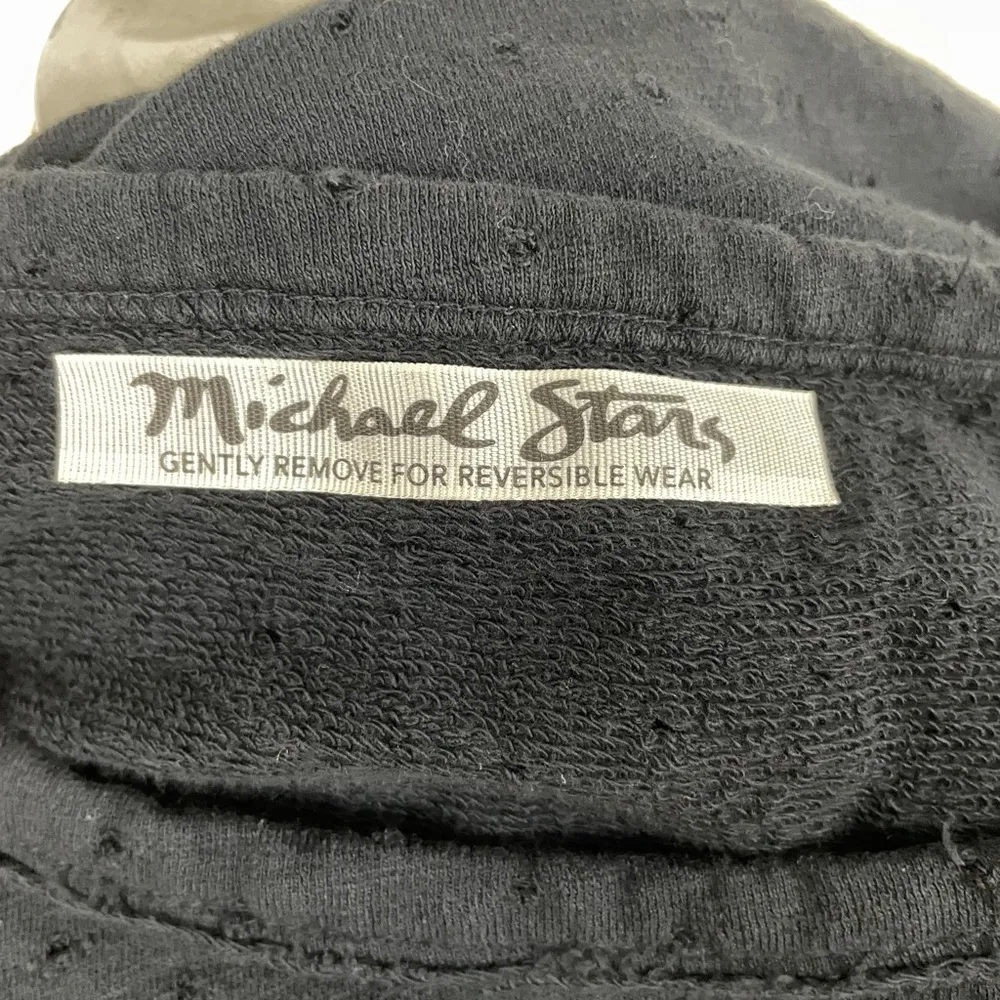 Michael Stars
GENTLY REMOVE FOR REVERSIBLE WEAR